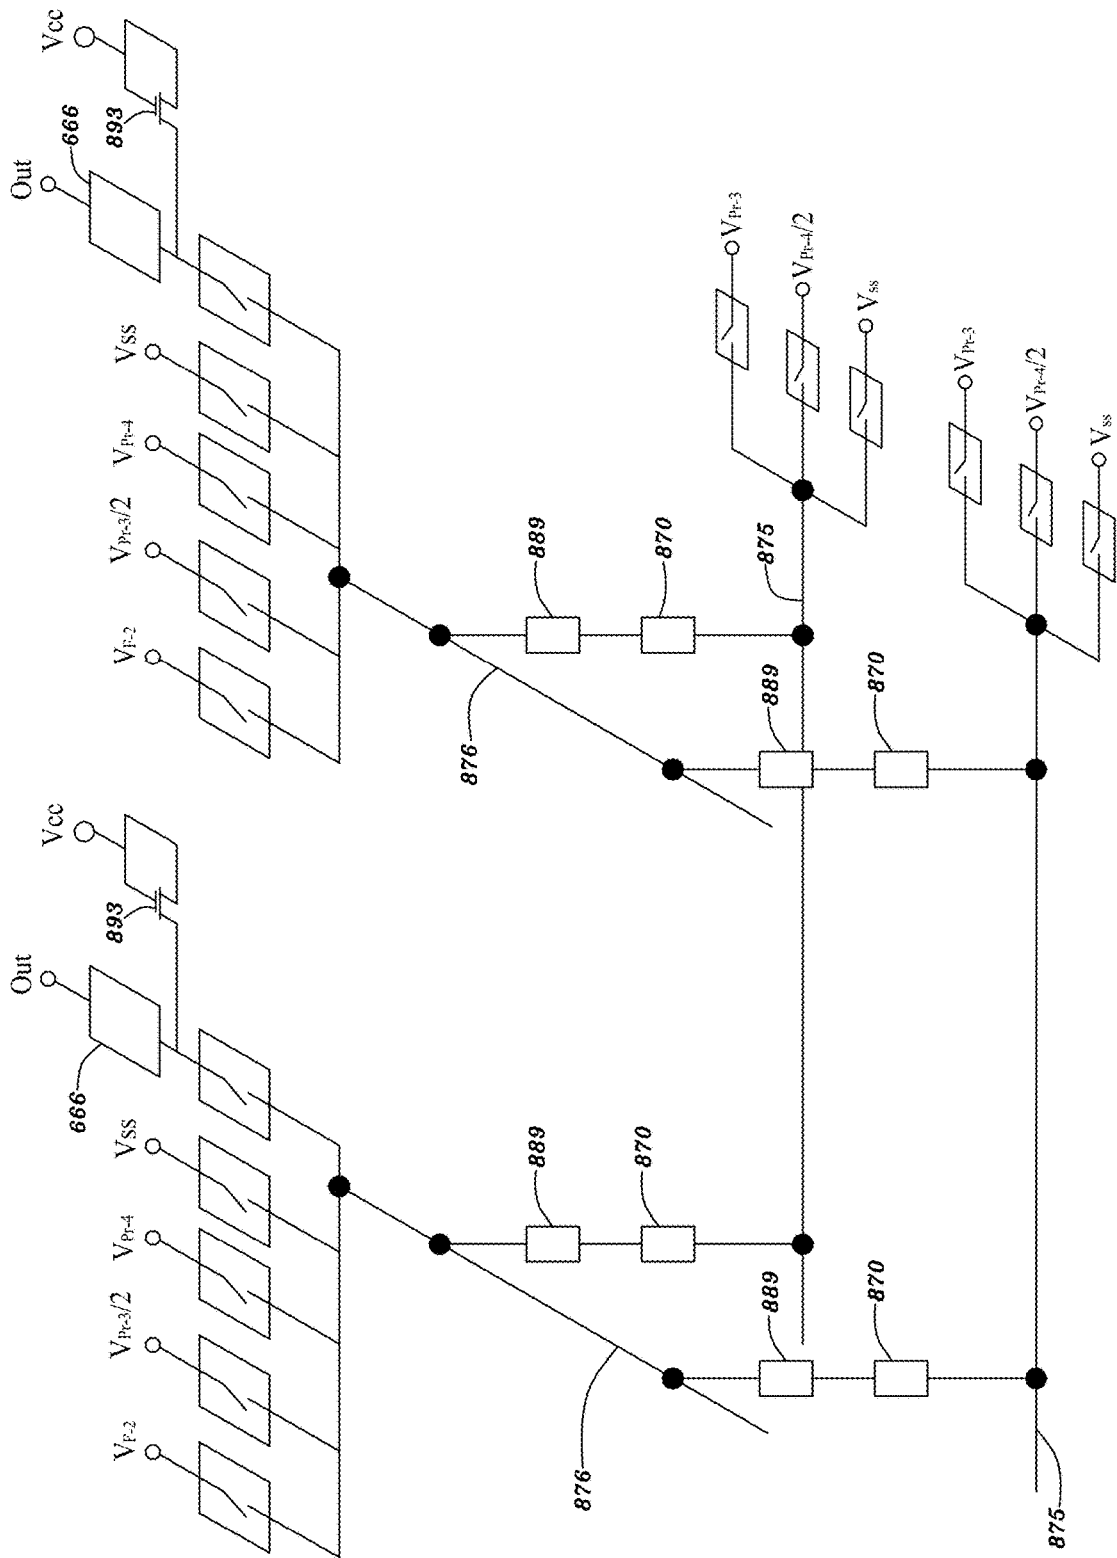 Vcc
893
666
Out
Vss
VPr-4
VPr-3/2
VF-2
VPr-3
VPr-4/2
Vss
VPr-3
VPr-4/2
Vss
889
870
875
876
889
870
Vcc
893
Out
666
Vss
VPr-4
VPr-3/2
VF-2
889
870
889
870
876
875